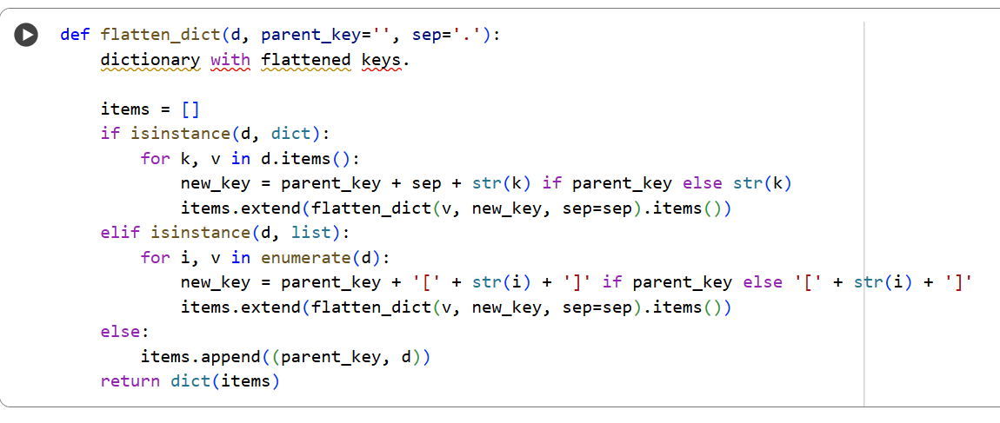 def flatten_dict(d, parent_key='', sep='.'):
    dictionary with flattened keys.

    items = []
    if isinstance(d, dict):
        for k, v in d.items():
            new_key = parent_key + sep + str(k) if parent_key else str(k)
            items.extend(flatten_dict(v, new_key, sep=sep).items())
    elif isinstance(d, list):
        for i, v in enumerate(d):
            new_key = parent_key + '[' + str(i) + ']' if parent_key else '[' + str(i) + ']'
            items.extend(flatten_dict(v, new_key, sep=sep).items())
    else:
        items.append((parent_key, d))
    return dict(items)